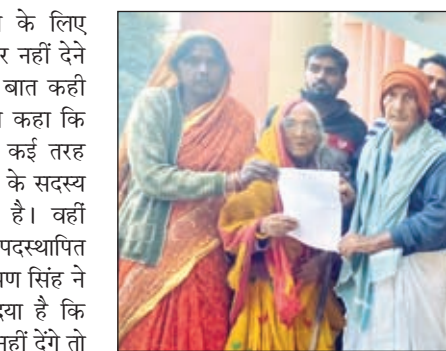 के लिए
र नहीं देने
बात कही
कहा कि
कई तरह
के सदस्य
है। वहीं
पदस्थापित
सिंह ने
है कि
नहीं देंगे तो